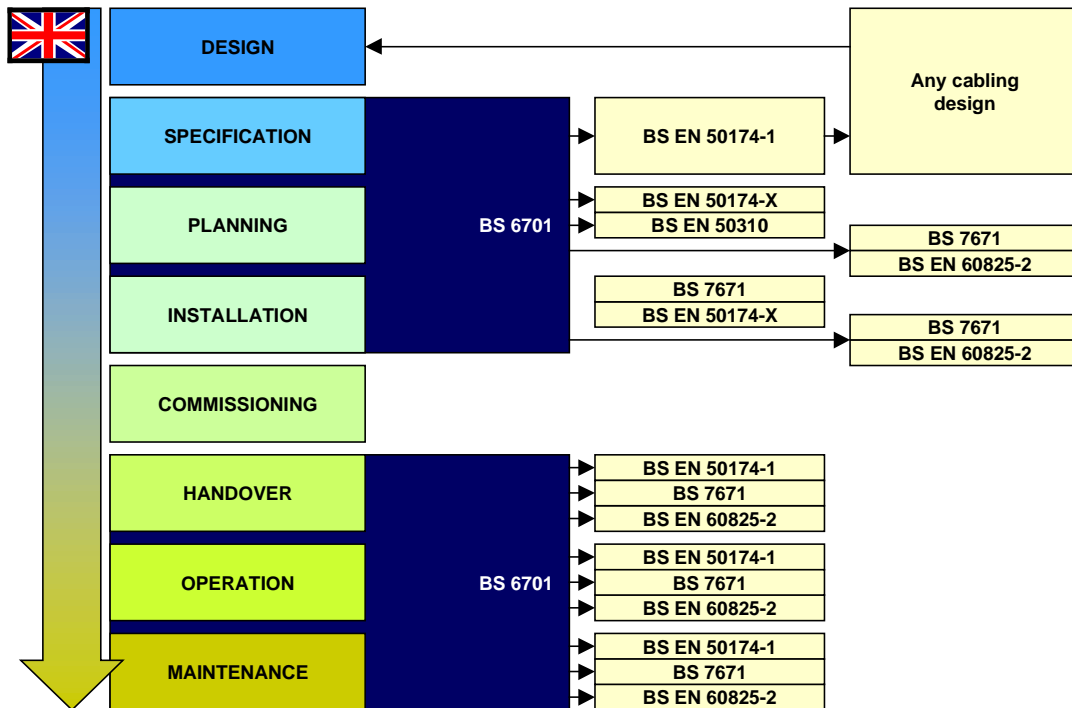 DESIGN
Any cabling
design
SPECIFICATION
BS EN 50174-1
PLANNING
BS 6701
BS EN 50174-X
BS EN 50310
BS 7671
BS EN 60825-2
INSTALLATION
BS 7671
BS EN 50174-X
BS 7671
BS EN 60825-2
COMMISSIONING
HANDOVER
BS EN 50174-1
BS 7671
BS EN 60825-2
OPERATION
BS 6701
BS EN 50174-1
BS 7671
BS EN 60825-2
MAINTENANCE
BS EN 50174-1
BS 7671
BS EN 60825-2